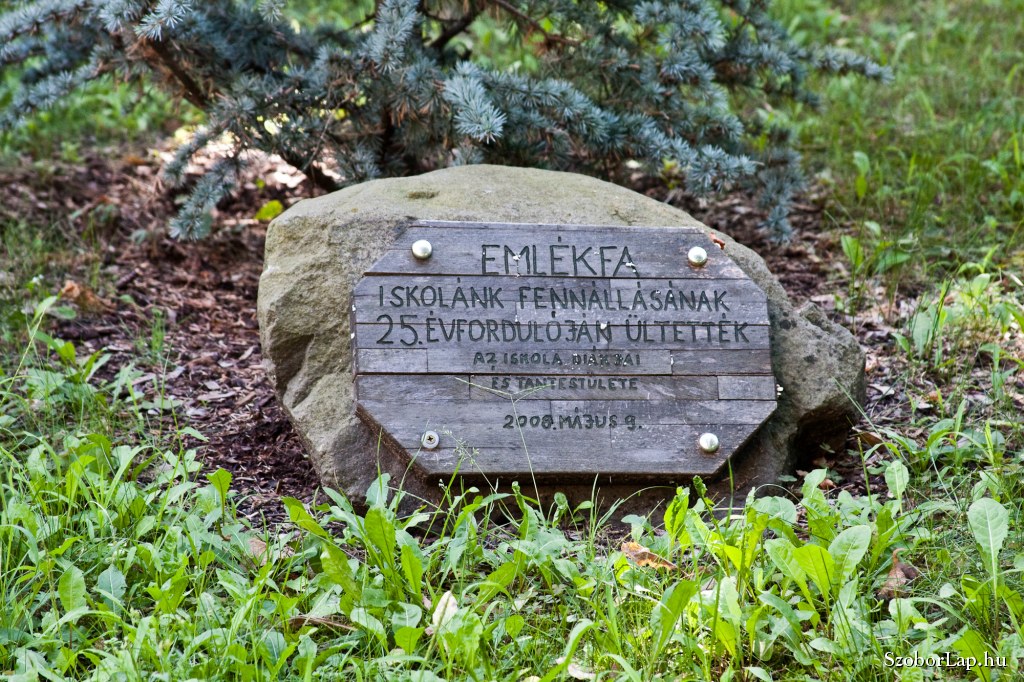 EMLÉKFA
ISKOLÁNK FENNÁLLÁSÁNAK
25. ÉVFORDULÓJÁN ÜLTETTÉK
AZ ISKOLA DIÁKJAI
ÉS TANTESTÜLETE
2008. MÁJUS 9.
SzoborLap.hu